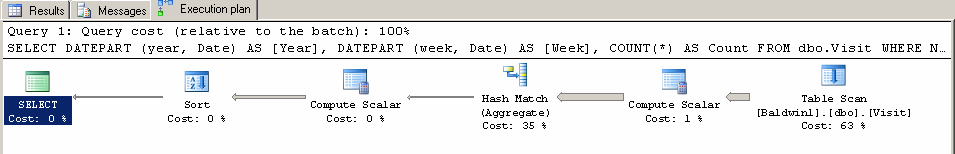 Results Messages Execution plan
Query 1: Query cost (relative to the batch): 100%
SELECT DATEPART (year, Date) AS [Year], DATEPART (week, Date) AS [Week], COUNT(*) AS Count FROM dbo.Visit WHERE N…
SELECT
Cost: 0 %
Sort
Cost: 0 %
Compute Scalar
Cost: 0 %
Hash Match
(Aggregate)
Cost: 35 %
Compute Scalar
Cost: 1 %
Table Scan
[Baldwin1].[dbo].[Visit]
Cost: 63 %